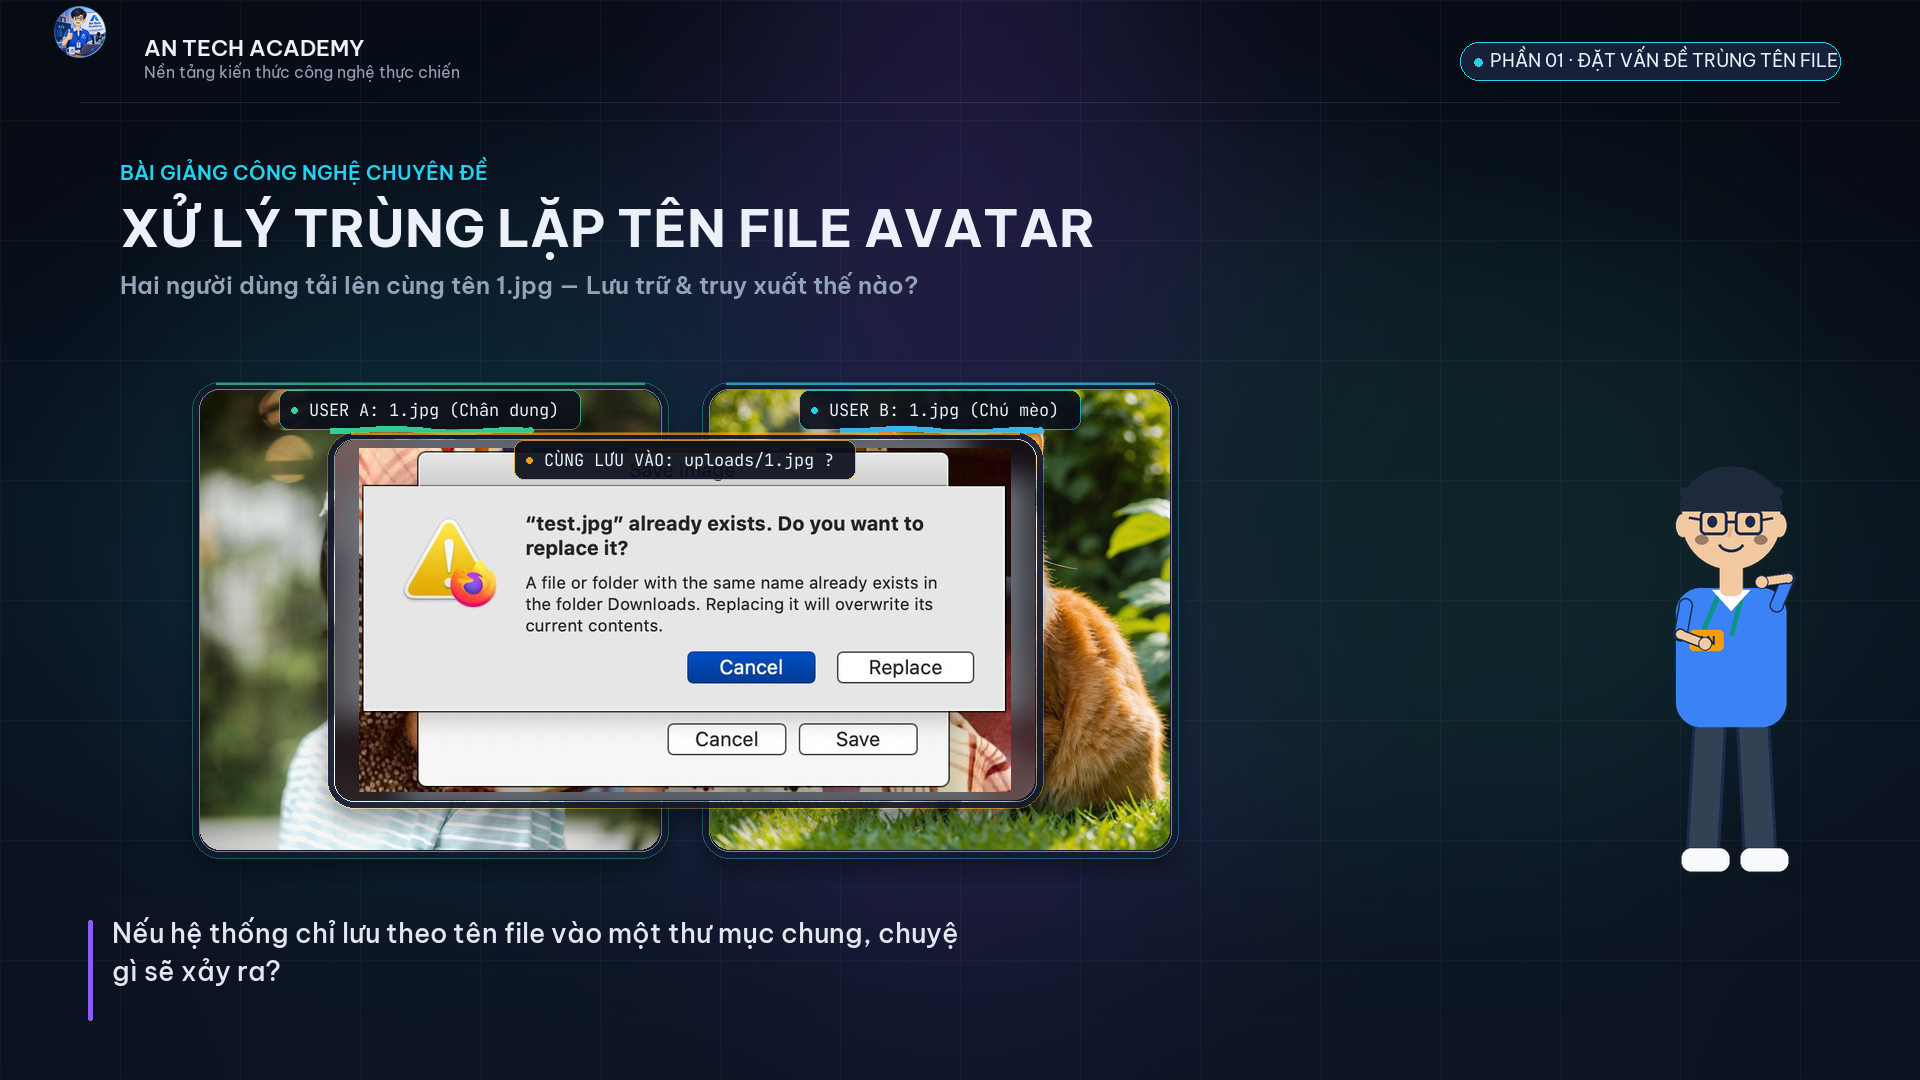 AN TECH ACADEMY
Nền tảng kiến thức công nghệ thực chiến
PHẦN 01 · ĐẶT VẤN ĐỀ TRÙNG TÊN FILE
BÀI GIẢNG CÔNG NGHỆ CHUYÊN ĐỀ
XỬ LÝ TRÙNG LẶP TÊN FILE AVATAR
Hai người dùng tải lên cùng tên 1.jpg — Lưu trữ & truy xuất thế nào?
USER A: 1.jpg (Chân dung)
USER B: 1.jpg (Chú mèo)
CÙNG LƯU VÀO: uploads/1.jpg ?
Save Image
“test.jpg” already exists. Do you want to
replace it?
A file or folder with the same name already exists in
the folder Downloads. Replacing it will overwrite its
current contents.
Cancel
Replace
Cancel
Save
Nếu hệ thống chỉ lưu theo tên file vào một thư mục chung, chuyệ
gì sẽ xảy ra?